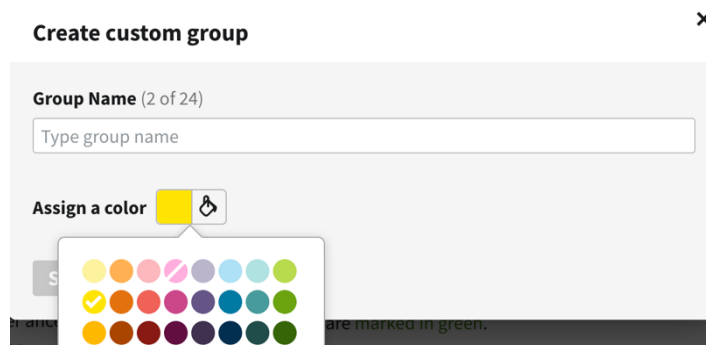 Create custom group
Group Name (2 of 24)
Type group name
Assign a color
S
are marked in green.